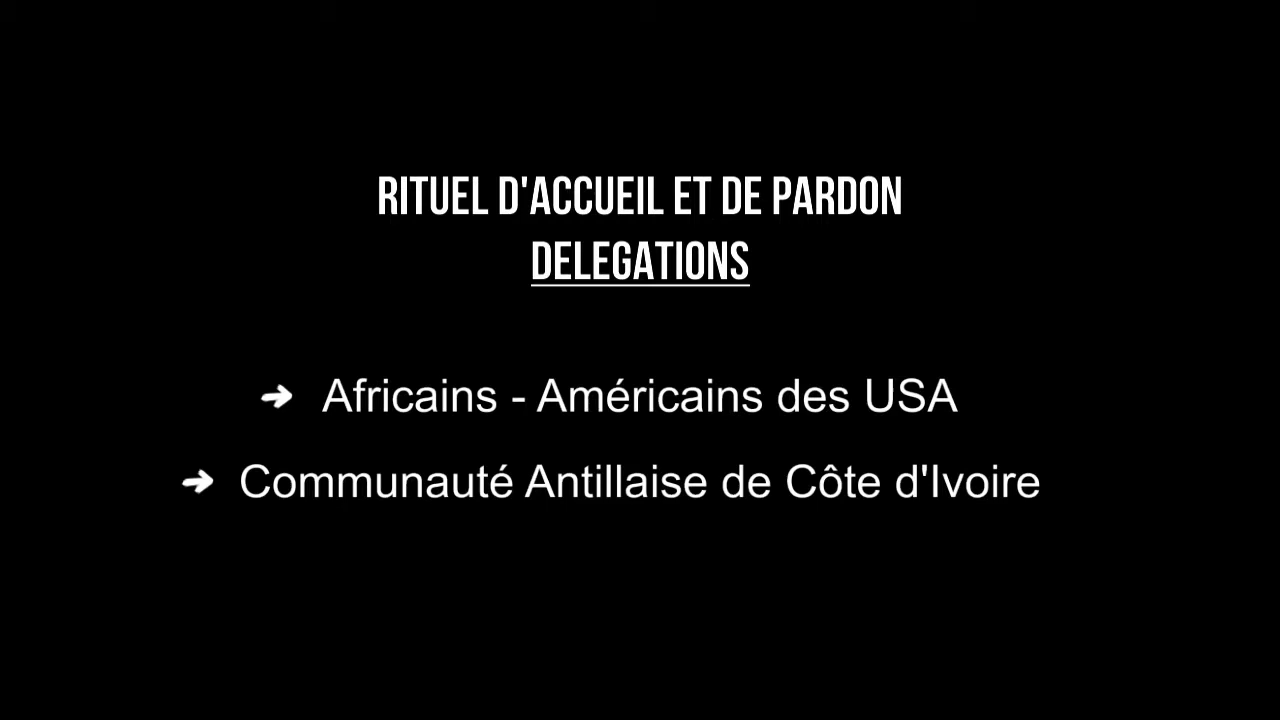 RITUEL D'ACCUEIL ET DE PARDON
DELEGATIONS
➔ Africains - Américains des USA
➔ Communauté Antillaise de Côte d'Ivoire